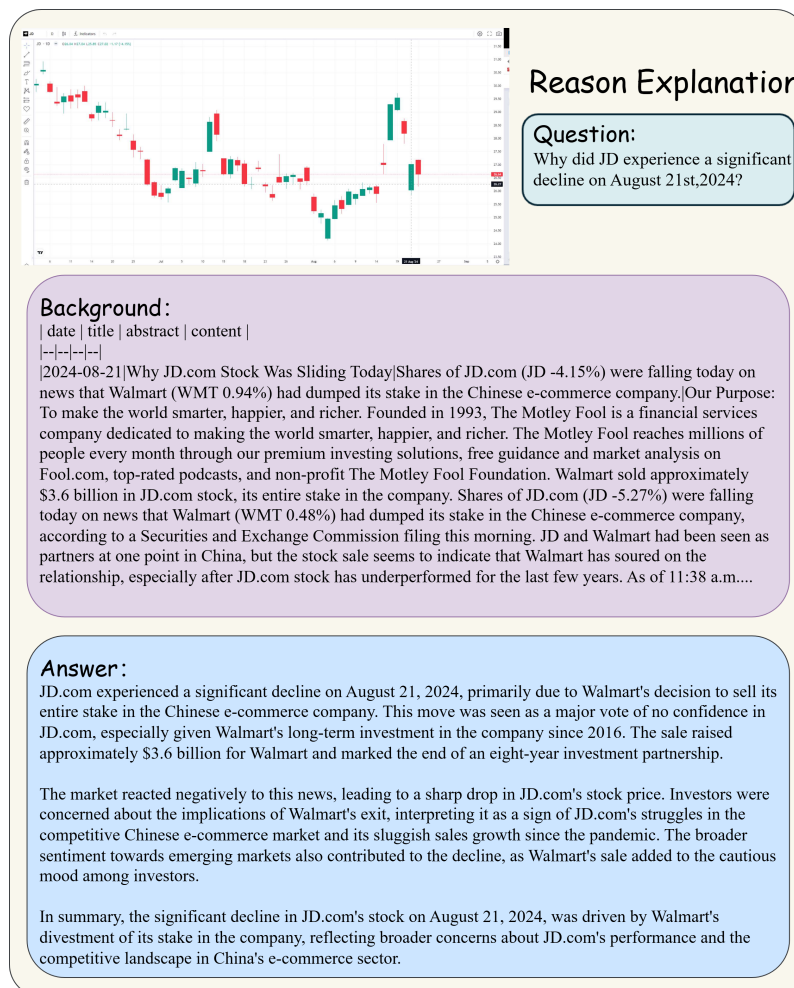 JD
Indicators
Reason Explanation
Question:
Why did JD experience a significant
decline on August 21st,2024?
Background:
| date | title | abstract | content |
|--|--|--|--|
|2024-08-21|Why JD.com Stock Was Sliding Today|Shares of JD.com (JD -4.15%) were falling today on
news that Walmart (WMT 0.94%) had dumped its stake in the Chinese e-commerce company.|Our Purpose:
To make the world smarter, happier, and richer. Founded in 1993, The Motley Fool is a financial services
company dedicated to making the world smarter, happier, and richer. The Motley Fool reaches millions of
people every month through our premium investing solutions, free guidance and market analysis on
Fool.com, top-rated podcasts, and non-profit The Motley Fool Foundation. Walmart sold approximately
$3.6 billion in JD.com stock, its entire stake in the company. Shares of JD.com (JD -5.27%) were falling
today on news that Walmart (WMT 0.48%) had dumped its stake in the Chinese e-commerce company,
according to a Securities and Exchange Commission filing this morning. JD and Walmart had been seen as
partners at one point in China, but the stock sale seems to indicate that Walmart has soured on the
relationship, especially after JD.com stock has underperformed for the last few years. As of 11:38 a.m....
Answer:
JD.com experienced a significant decline on August 21, 2024, primarily due to Walmart's decision to sell its
entire stake in the Chinese e-commerce company. This move was seen as a major vote of no confidence in
JD.com, especially given Walmart's long-term investment in the company since 2016. The sale raised
approximately $3.6 billion for Walmart and marked the end of an eight-year investment partnership.
The market reacted negatively to this news, leading to a sharp drop in JD.com's stock price. Investors were
concerned about the implications of Walmart's exit, interpreting it as a sign of JD.com's struggles in the
competitive Chinese e-commerce market and its sluggish sales growth since the pandemic. The broader
sentiment towards emerging markets also contributed to the decline, as Walmart's sale added to the cautious
mood among investors.
In summary, the significant decline in JD.com's stock on August 21, 2024, was driven by Walmart's
divestment of its stake in the company, reflecting broader concerns about JD.com's performance and the
competitive landscape in China's e-commerce sector.